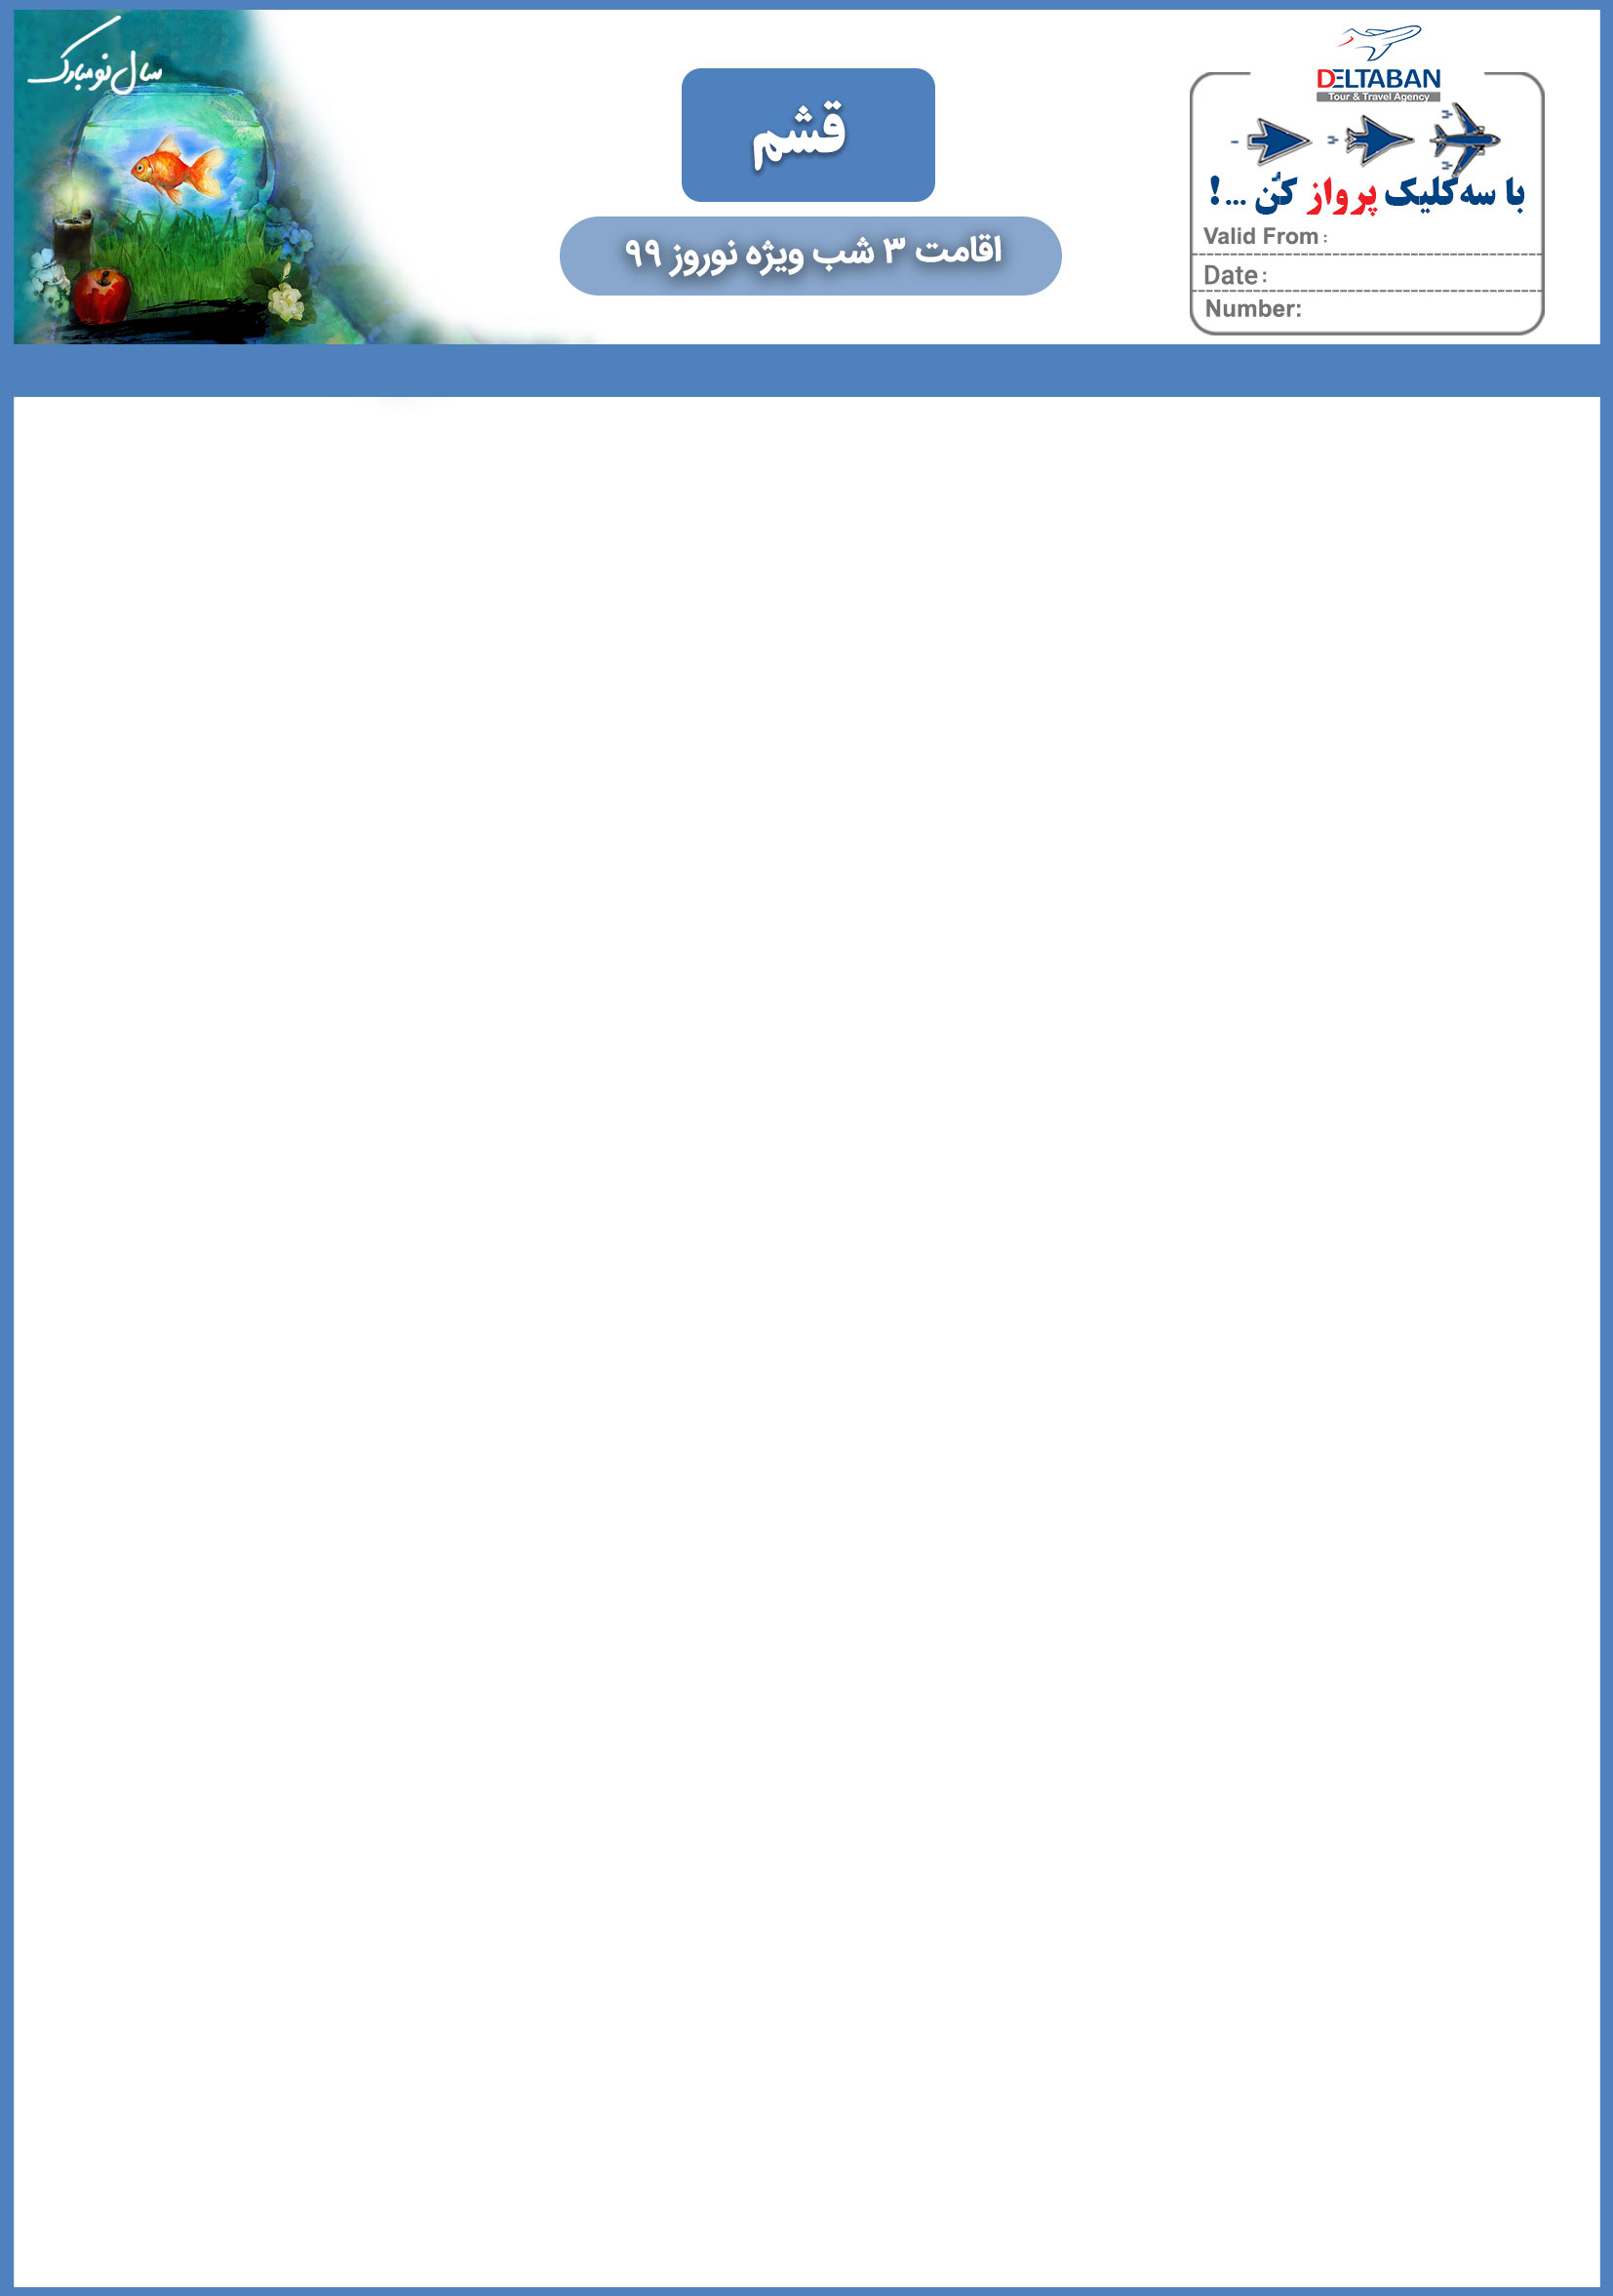 سال نو مبارک
قشم
اقامت ۳ شب ویژه نوروز ۹۹
DELTABAN
Tour & Travel Agency
با سه‌کلیک پرواز کُن ...!
Valid From :
Date :
Number: